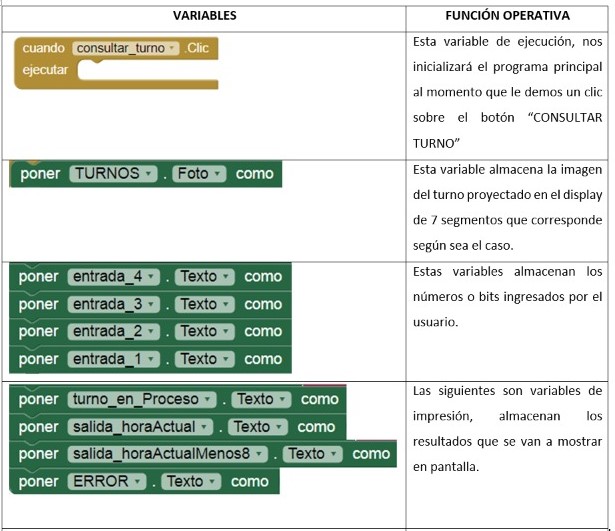 VARIABLES
FUNCIÓN OPERATIVA
cuando consultar_turno .Clic
ejecutar
Esta variable de ejecución, nos
inicializará el programa principal
al momento que le demos un clic
sobre el botón “CONSULTAR
TURNO”
poner TURNOS . Foto como
Esta variable almacena la imagen
del turno proyectado en el display
de 7 segmentos que corresponde
según sea el caso.
poner entrada_4 . Texto como
poner entrada_3 . Texto como
poner entrada_2 . Texto como
poner entrada_1 . Texto como
Estas variables almacenan los
números o bits ingresados por el
usuario.
poner turno_en_Proceso . Texto como
poner salida_horaActual . Texto como
poner salida_horaActualMenos8 . Texto como
poner ERROR . Texto como
Las siguientes son variables de
impresión, almacenan los
resultados que se van a mostrar
en pantalla.